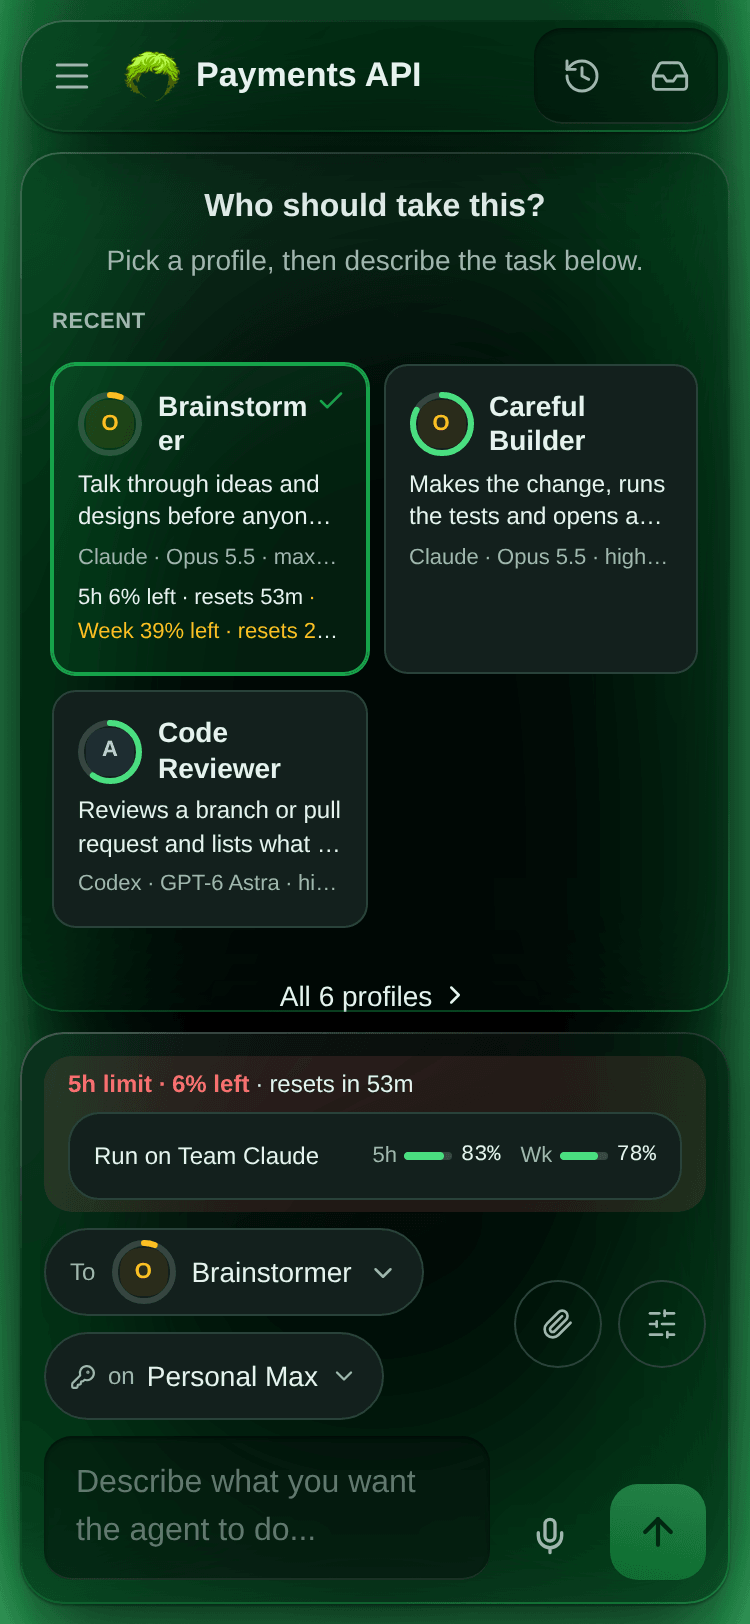 Payments API
Who should take this?
Pick a profile, then describe the task below.
RECENT
O
Brainstorm
er
Talk through ideas and
designs before anyon…
Claude · Opus 5.5 · max…
5h 6% left · resets 53m ·
Week 39% left · resets 2…
O
Careful
Builder
Makes the change, runs
the tests and opens a…
Claude · Opus 5.5 · high…
A
Code
Reviewer
Reviews a branch or pull
request and lists what …
Codex · GPT-6 Astra · hi…
All 6 profiles
5h limit · 6% left · resets in 53m
Run on Team Claude 5h 83% Wk 78%
To O Brainstormer
on Personal Max
Describe what you want
the agent to do...